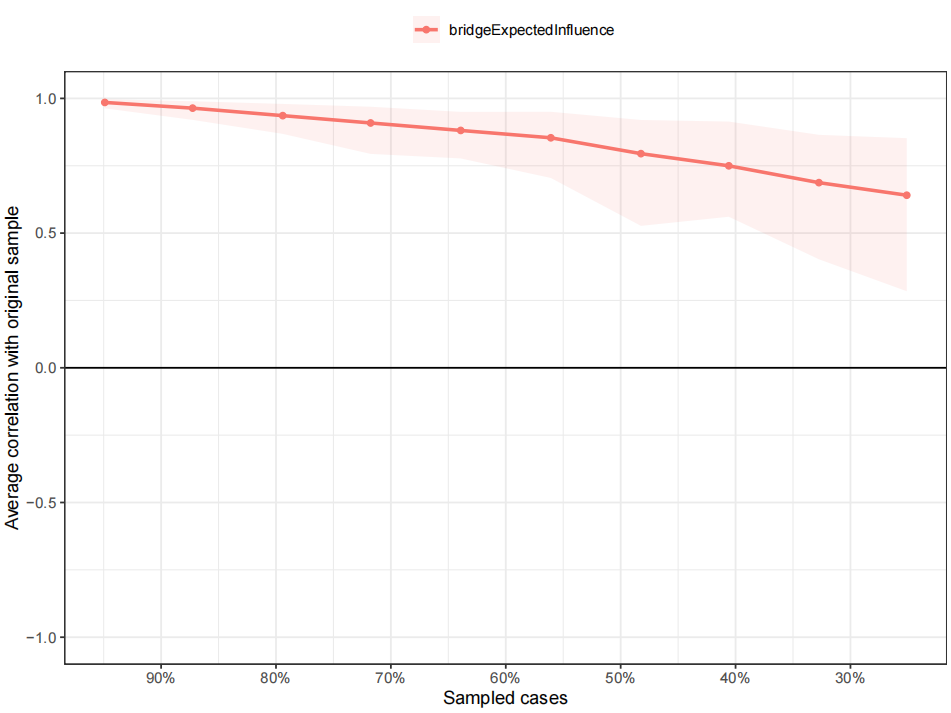 bridgeExpectedInfluence
Average correlation with original sample
1.0
0.5
0.0
−0.5
−1.0
90% 80% 70% 60% 50% 40% 30%
Sampled cases